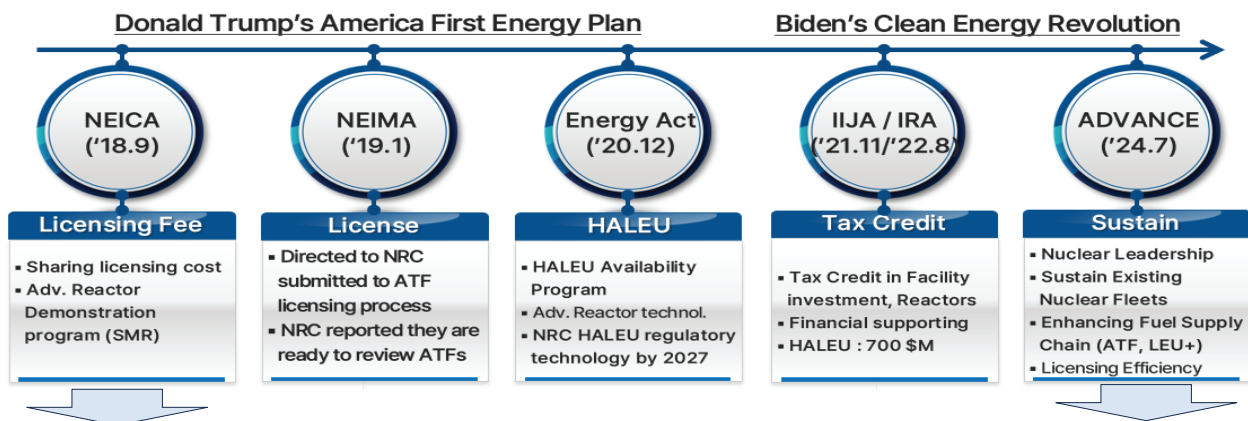 Donald Trump's America First Energy Plan
Biden's Clean Energy Revolution
NEICA
('18.9)
NEIMA
('19.1)
Energy Act
('20.12)
IIJA / IRA
('21.11/'22.8)
ADVANCE
('24.7)
Licensing Fee
▪ Sharing licensing cost
▪ Adv. Reactor
Demonstration
program (SMR)
License
▪ Directed to NRC
submitted to ATF
licensing process
▪ NRC reported they are
ready to review ATFs
HALEU
▪ HALEU Availability
Program
▪ Adv. Reactor technol.
▪ NRC HALEU regulatory
technology by 2027
Tax Credit
▪ Tax Credit in Facility
investment, Reactors
▪ Financial supporting
▪ HALEU : 700 $M
Sustain
▪ Nuclear Leadership
▪ Sustain Existing
Nuclear Fleets
▪ Enhancing Fuel Supply
Chain (ATF, LEU+)
▪ Licensing Efficiency